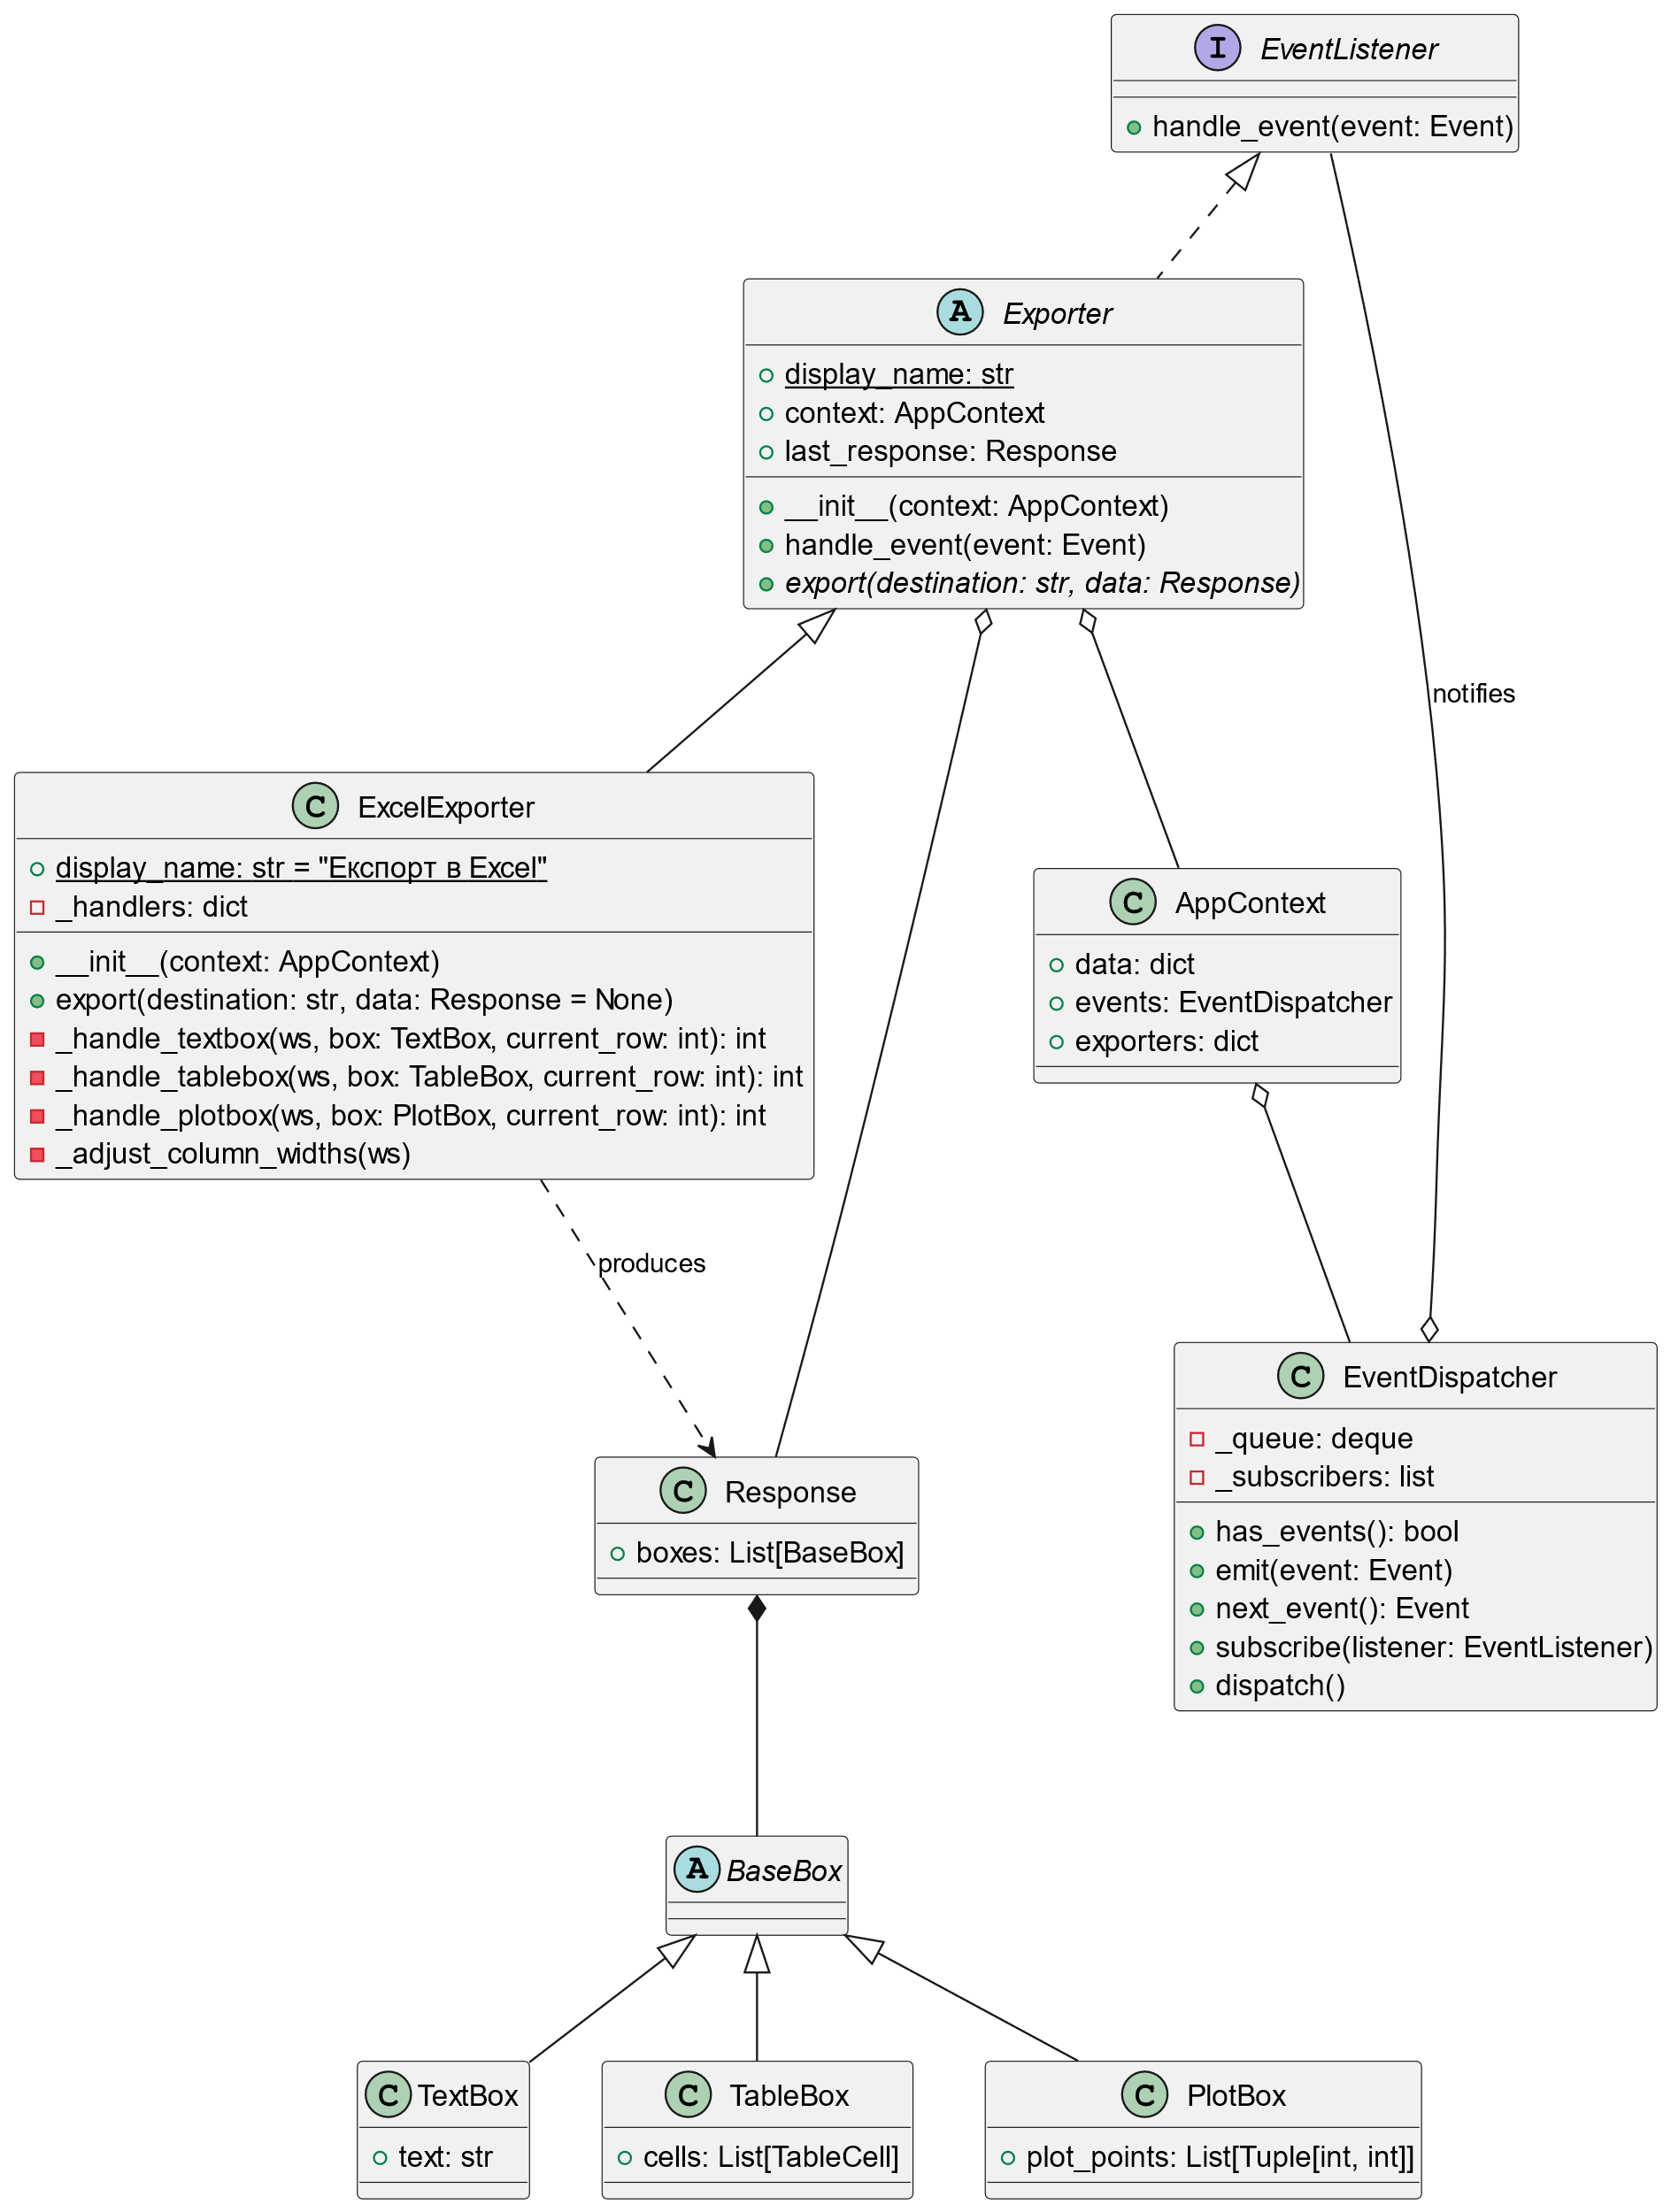 I EventListener
handle_event(event: Event)
A Exporter
display_name: str
context: AppContext
last_response: Response
__init__(context: AppContext)
handle_event(event: Event)
export(destination: str, data: Response)
notifies
C ExcelExporter
display_name: str = "Експорт в Excel"
_handlers: dict
__init__(context: AppContext)
export(destination: str, data: Response = None)
_handle_textbox(ws, box: TextBox, current_row: int): int
_handle_tablebox(ws, box: TableBox, current_row: int): int
_handle_plotbox(ws, box: PlotBox, current_row: int): int
_adjust_column_widths(ws)
C AppContext
data: dict
events: EventDispatcher
exporters: dict
produces
C EventDispatcher
_queue: deque
_subscribers: list
has_events(): bool
emit(event: Event)
next_event(): Event
subscribe(listener: EventListener)
dispatch()
C Response
boxes: List[BaseBox]
A BaseBox
C TextBox
text: str
C TableBox
cells: List[TableCell]
C PlotBox
plot_points: List[Tuple[int, int]]